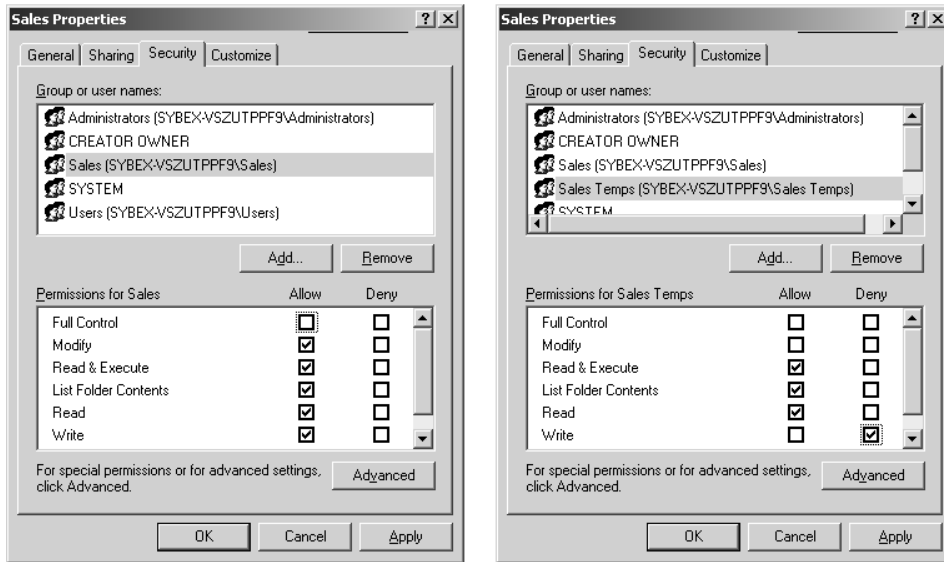 Sales Properties
General Sharing Security Customize
Group or user names:
Administrators (SYBEX-VSZUTPPF9\Administrators)
CREATOR OWNER
Sales (SYBEX-VSZUTPPF9\Sales)
SYSTEM
Users (SYBEX-VSZUTPPF9\Users)
Add... Remove
Permissions for Sales Allow Deny
Full Control
Modify
Read & Execute
List Folder Contents
Read
Write
For special permissions or for advanced settings,
click Advanced.
Advanced
OK Cancel Apply
Sales Properties
General Sharing Security Customize
Group or user names:
Administrators (SYBEX-VSZUTPPF9\Administrators)
CREATOR OWNER
Sales (SYBEX-VSZUTPPF9\Sales)
Sales Temps (SYBEX-VSZUTPPF9\Sales Temps)
SYSTEM
Add... Remove
Permissions for Sales Temps Allow Deny
Full Control
Modify
Read & Execute
List Folder Contents
Read
Write
For special permissions or for advanced settings,
click Advanced.
Advanced
OK Cancel Apply